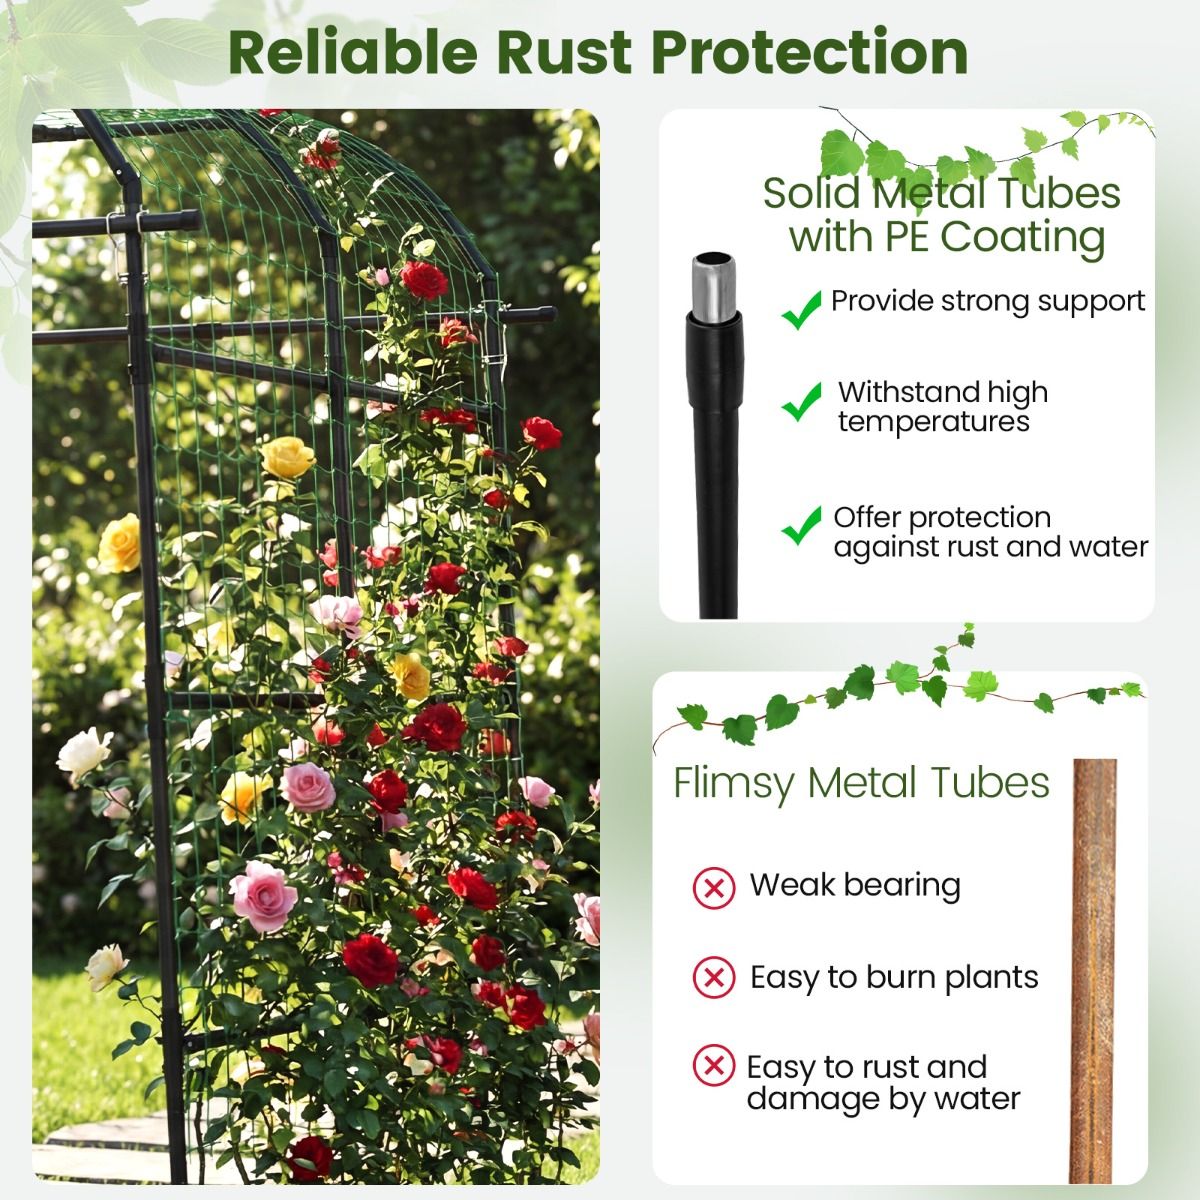 Reliable Rust Protection
Solid Metal Tubes
with PE Coating
Provide strong support
Withstand high
temperatures
Offer protection
against rust and water
Flimsy Metal Tubes
Weak bearing
Easy to burn plants
Easy to rust and
damage by water